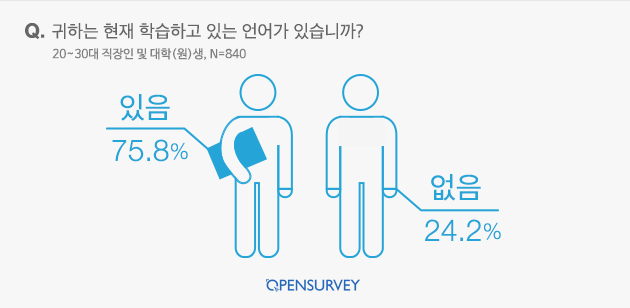 Q. 귀하는 현재 학습하고 있는 언어가 있습니까?
20~30대 직장인 및 대학(원)생, N=840
있음
75.8%
없음
24.2%
OPENSURVEY